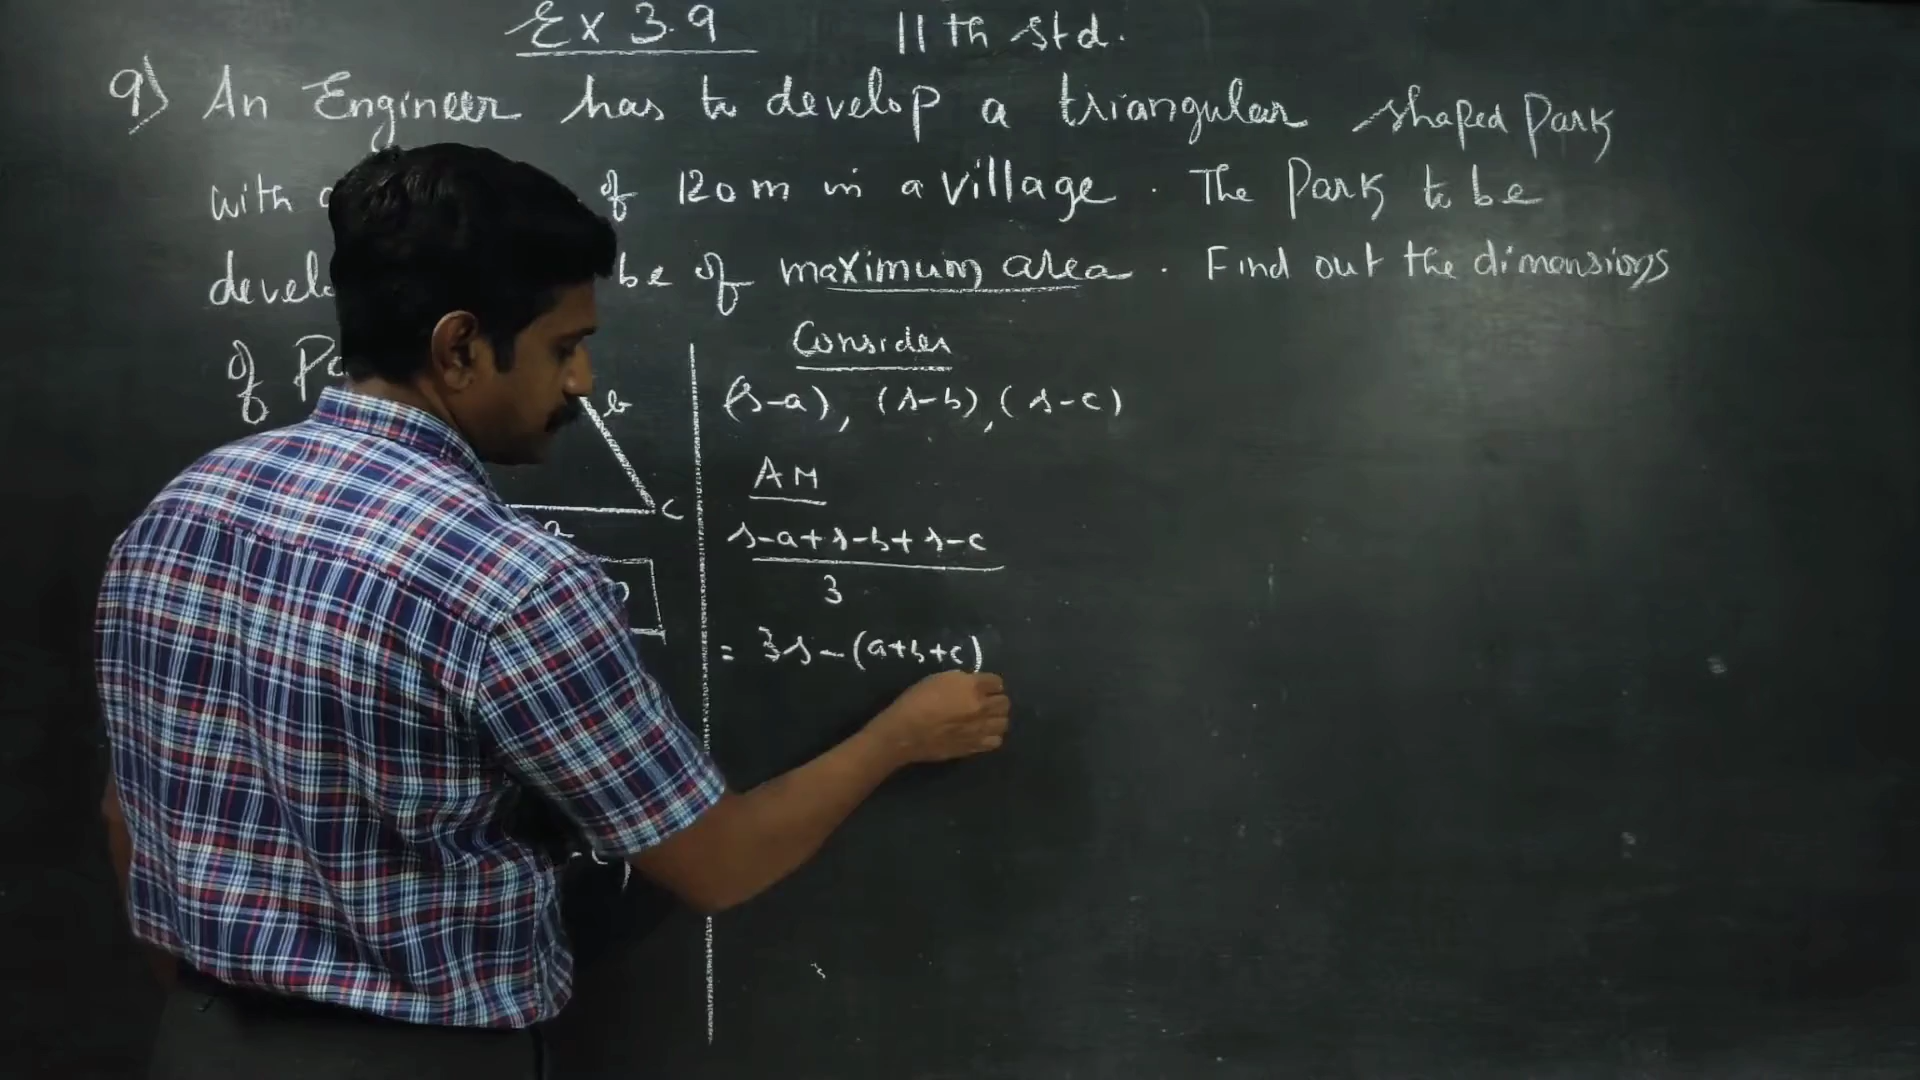 Ex 3.9 11th std.
9) An Engineer has to develop a triangular shaped Park
with of 120m in a village. The Park to be
be of maximum area. Find out the dimensions
of
Consider
b
(s-a), (s-b), (s-c)
AM
c
a
s-a+s-b+s-c
3
= 3s-(a+b+c)